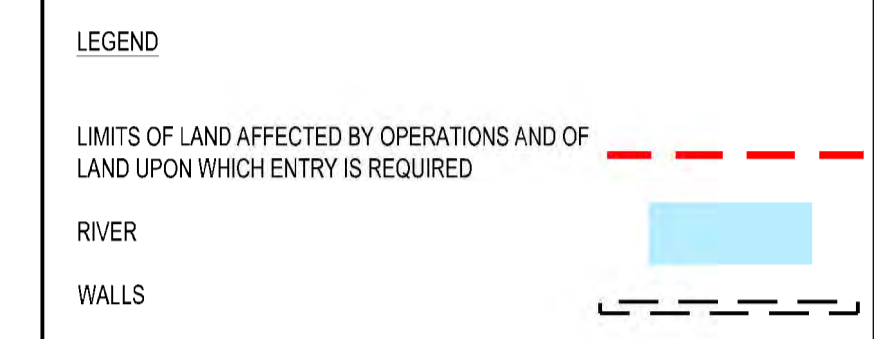 LEGEND
LIMITS OF LAND AFFECTED BY OPERATIONS AND OF
LAND UPON WHICH ENTRY IS REQUIRED
RIVER
WALLS